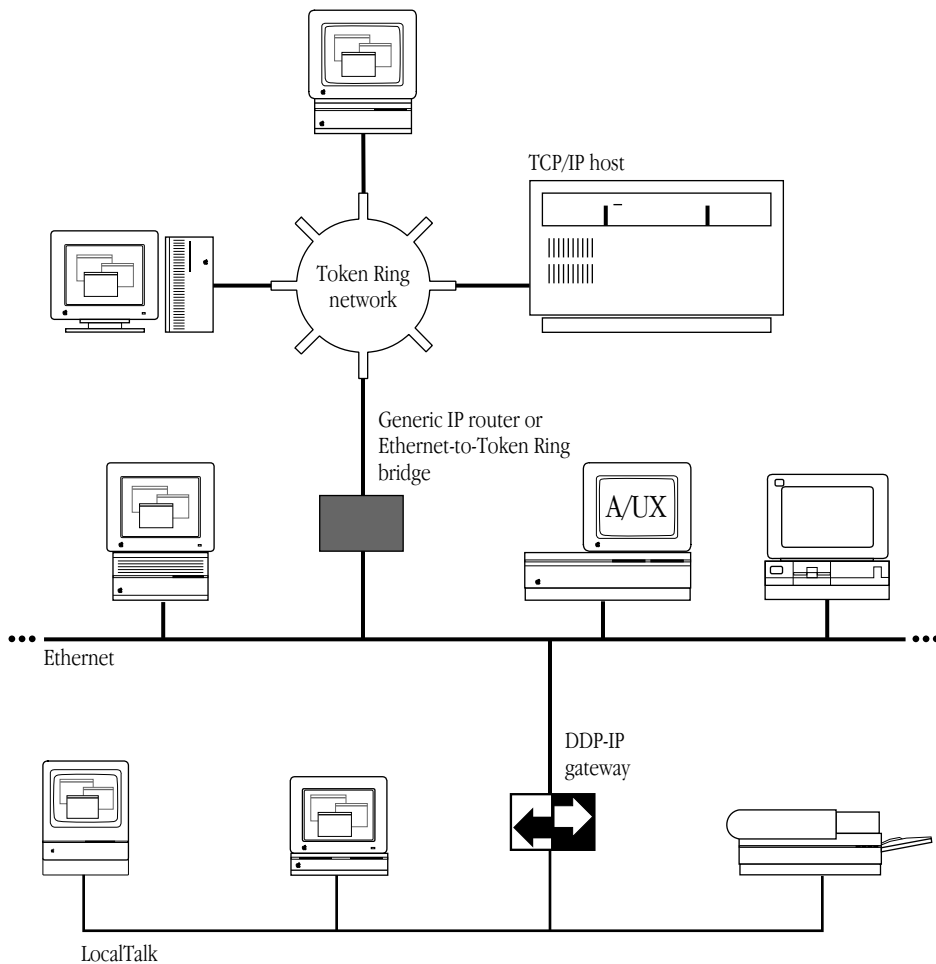 TCP/IP host
Token Ring
network
Generic IP router or
Ethernet-to-Token Ring
bridge
A/UX
Ethernet
DDP-IP
gateway
LocalTalk